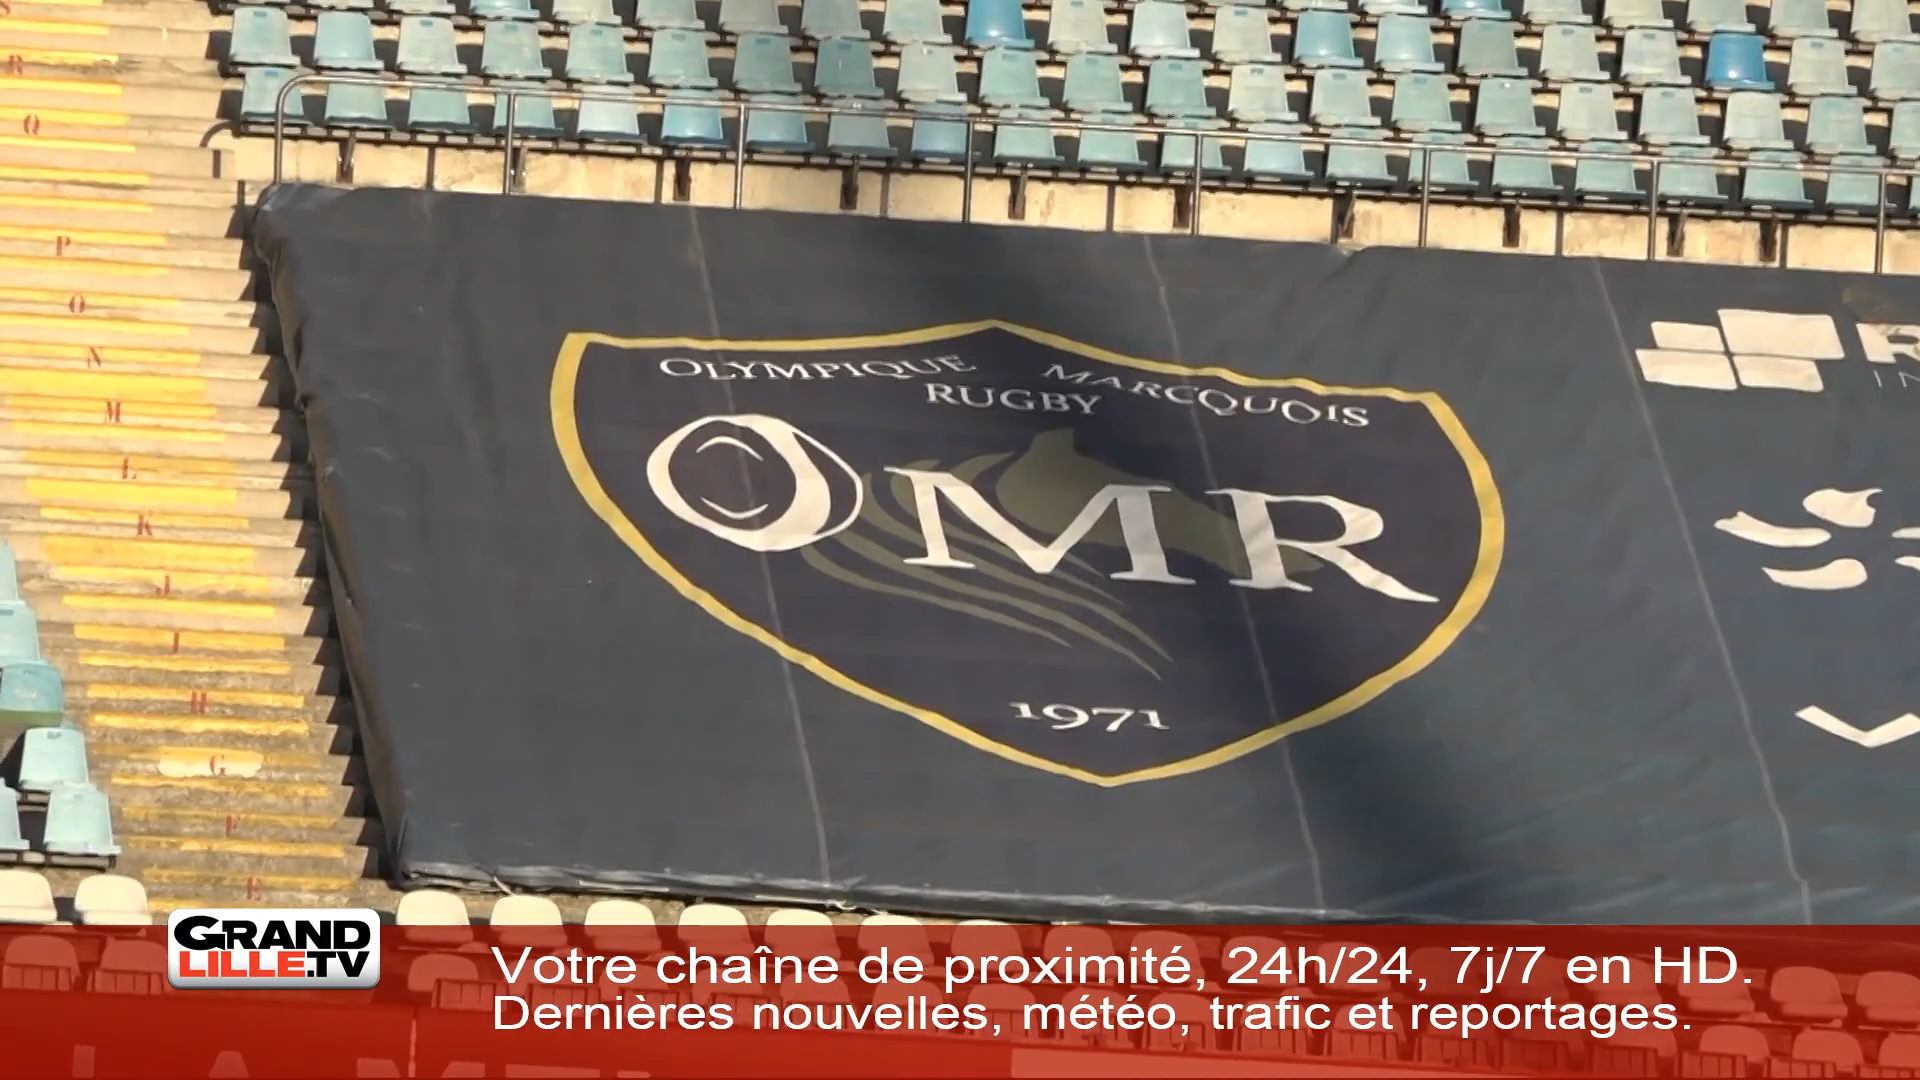 R
Q
P
O
N
M
L
K
J
I
H
G
F
E
OLYMPIQUE MARCQUOIS
RUGBY
OMR
1971
GRAND
LILLE.TV
Votre chaîne de proximité, 24h/24, 7j/7 en HD.
Dernières nouvelles, météo, trafic et reportages.